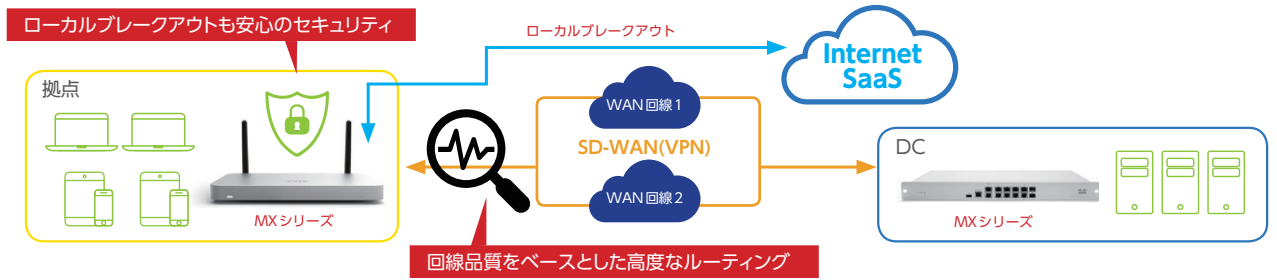 ローカルブレークアウトも安心のセキュリティ
ローカルブレークアウト
Internet
SaaS
拠点
WAN回線1
SD-WAN(VPN)
WAN回線2
MXシリーズ
DC
MXシリーズ
回線品質をベースとした高度なルーティング